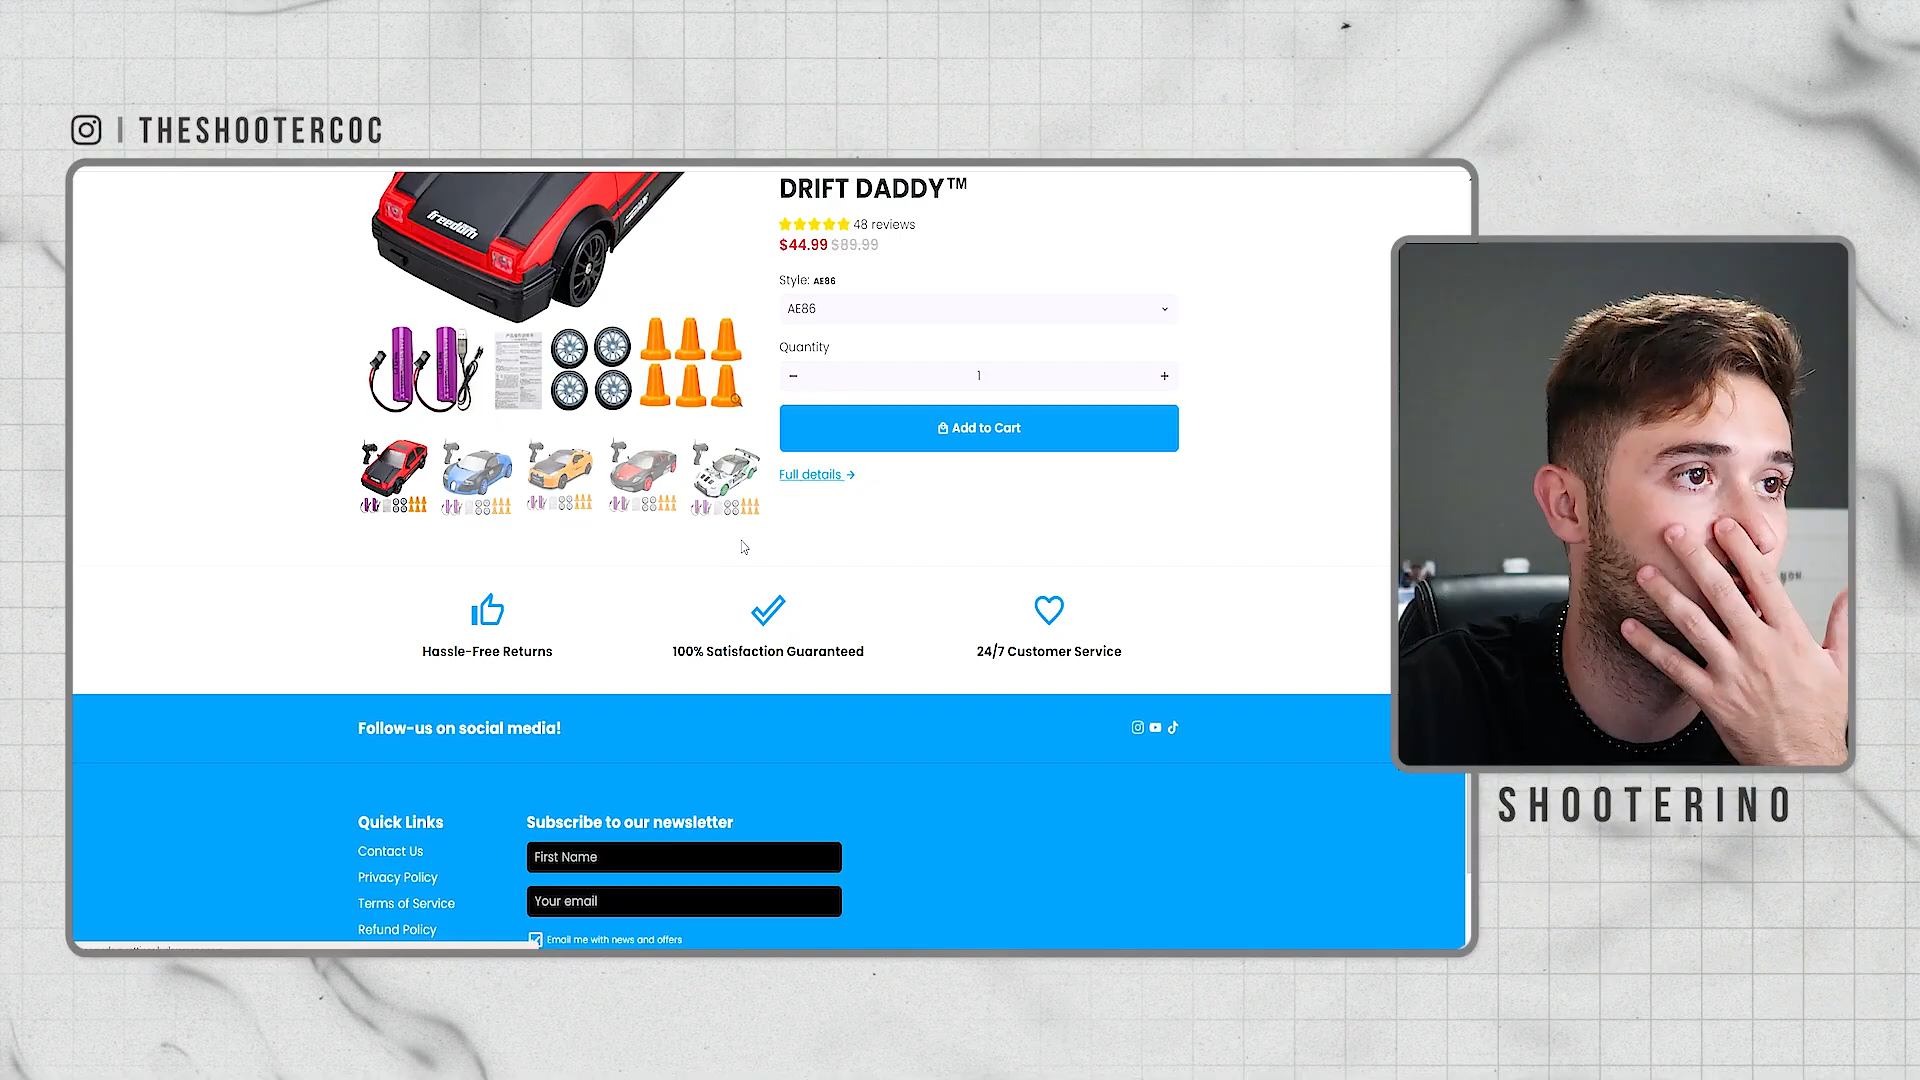 | THESHOOTERCOC
freedom
DRIFT DADDY™
48 reviews
$44.99 $89.99
Style: AE86
AE86
Quantity
− 1 +
Add to Cart
Full details →
Hassle-Free Returns
100% Satisfaction Guaranteed
24/7 Customer Service
Follow-us on social media!
Quick Links
Contact Us
Privacy Policy
Terms of Service
Refund Policy
Subscribe to our newsletter
First Name
Your email
Email me with news and offers
SHOOTERINO